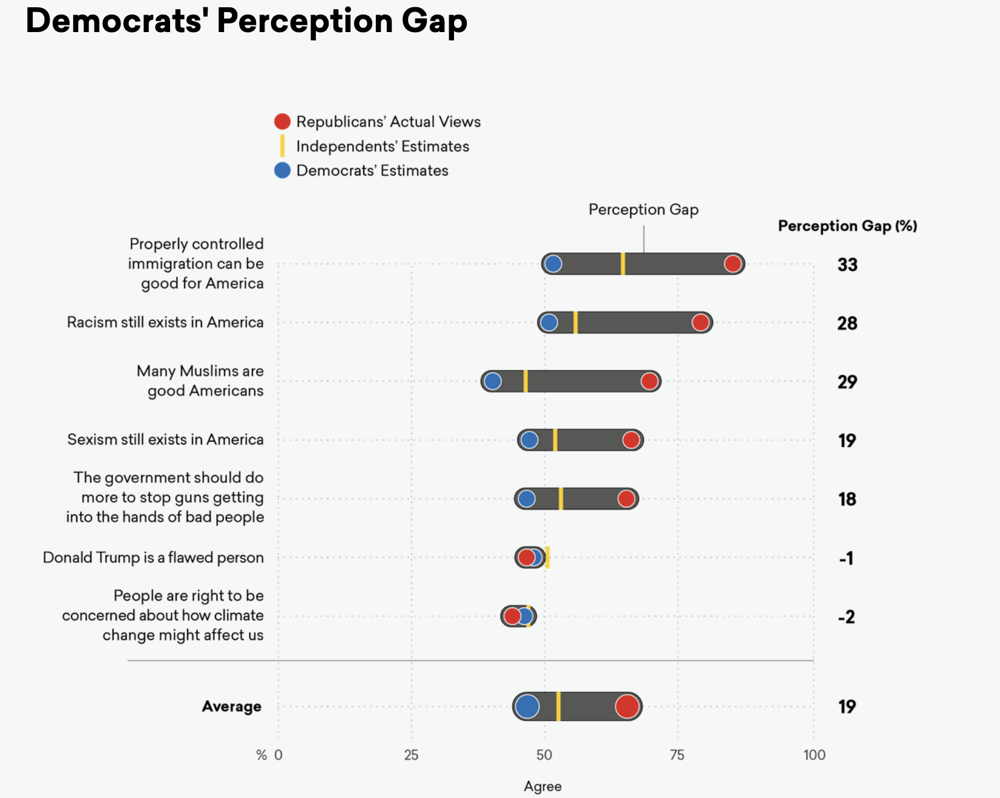 Democrats' Perception Gap
Republicans’ Actual Views
Independents’ Estimates
Democrats’ Estimates
Perception Gap
Perception Gap (%)
Properly controlled
immigration can be
good for America
33
Racism still exists in America
28
Many Muslims are
good Americans
29
Sexism still exists in America
19
The government should do
more to stop guns getting
into the hands of bad people
18
Donald Trump is a flawed person
-1
People are right to be
concerned about how climate
change might affect us
-2
Average
19
% 0 25 50 75 100
Agree